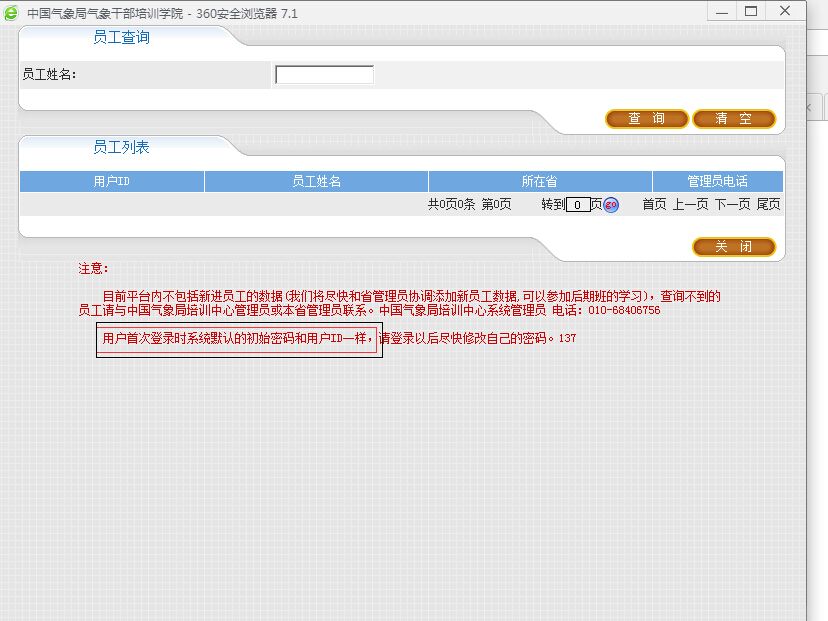 中国气象局气象干部培训学院 - 360安全浏览器 7.1
员工查询
员工姓名:
查 询 清 空
员工列表
用户ID 员工姓名 所在省 管理员电话
共0页0条 第0页 转到 0 页 GO 首页 上一页 下一页 尾页
关 闭
注意:
目前平台内不包括新进员工的数据(我们将尽快和省管理员协调添加新员工数据,可以参加后期班的学习), 查询不到的
员工请与中国气象局培训中心管理员或本省管理员联系。中国气象局培训中心系统管理员 电话: 010-68406756
用户首次登录时系统默认的初始密码和用户ID一样, 请登录以后尽快修改自己的密码。137